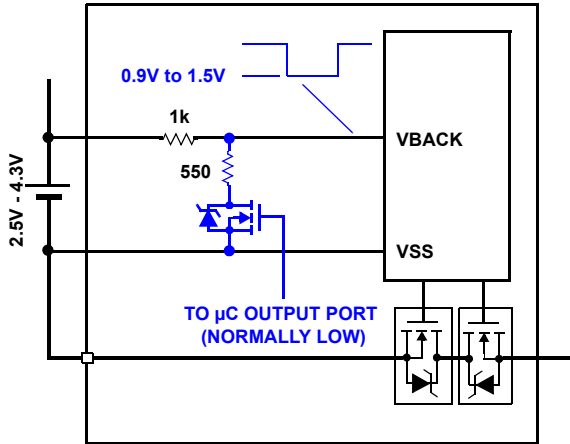 0.9V to 1.5V
1k
VBACK
550
2.5V - 4.3V
VSS
TO µC OUTPUT PORT
(NORMALLY LOW)